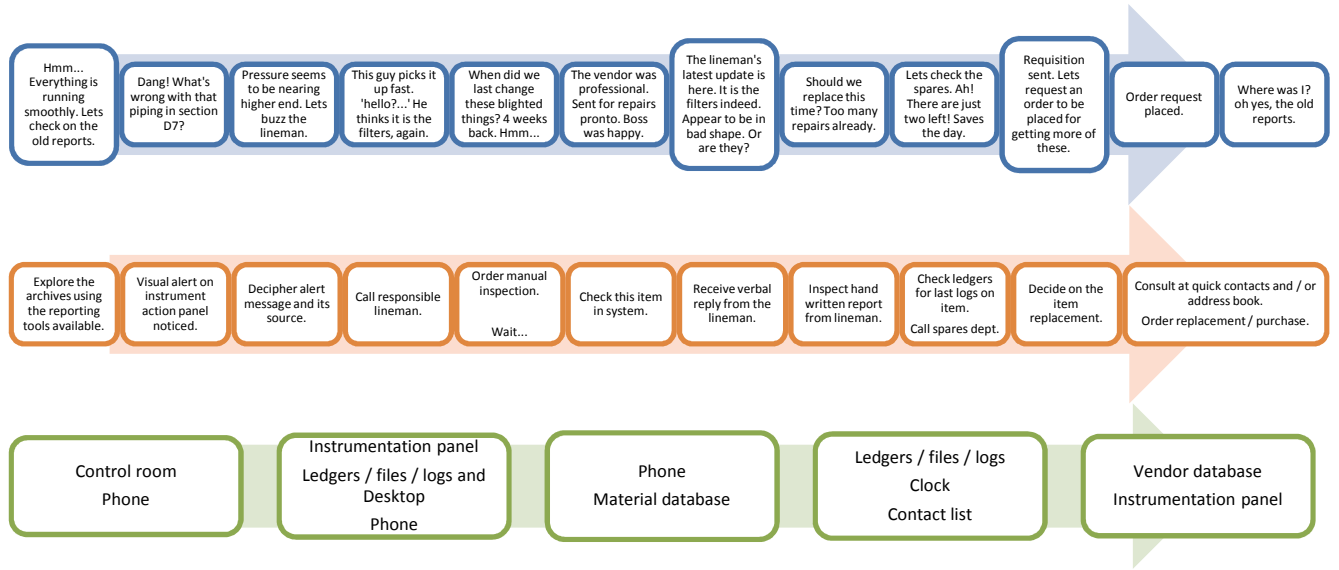 Hmm...
Everything is
running
smoothly. Lets
check on the
old reports.
Dang! What's
wrong with that
piping in section
D7?
Pressure seems
to be nearing
higher end. Lets
buzz the
lineman.
This guy picks it
up fast.
'hello?...' He
thinks it is the
filters, again.
When did we
last change
these blighted
things? 4 weeks
back. Hmm...
The vendor was
professional.
Sent for repairs
pronto. Boss
was happy.
The lineman's
latest update is
here. It is the
filters indeed.
Appear to be in
bad shape. Or
are they?
Should we
replace this
time? Too many
repairs already.
Lets check the
spares. Ah!
There are just
two left! Saves
the day.
Requisition
sent. Lets
request an
order to be
placed for
getting more of
these.
Order request
placed.
Where was I?
oh yes, the old
reports.
Explore the
archives using
the reporting
tools available.
Visual alert on
instrument
action panel
noticed.
Decipher alert
message and its
source.
Call responsible
lineman.
Order manual
inspection.
Wait...
Check this item
in system.
Receive verbal
reply from the
lineman.
Inspect hand
written report
from lineman.
Check ledgers
for last logs on
item.
Call spares dept.
Decide on the
item
replacement.
Consult at quick contacts and / or
address book.
Order replacement / purchase.
Control room
Phone
Instrumentation panel
Ledgers / files / logs and
Desktop
Phone
Phone
Material database
Ledgers / files / logs
Clock
Contact list
Vendor database
Instrumentation panel